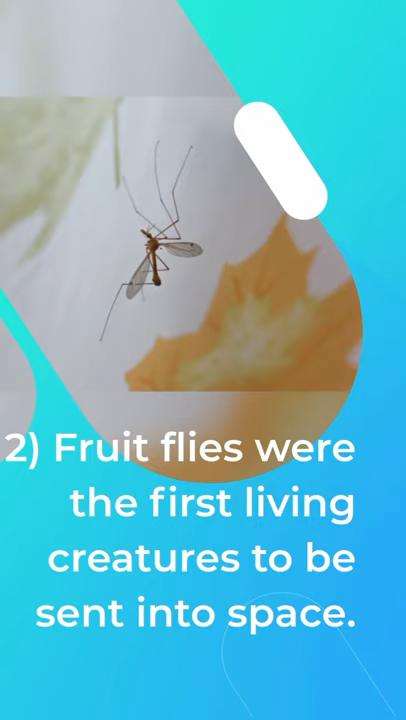 2) Fruit flies were
the first living
creatures to be
sent into space.